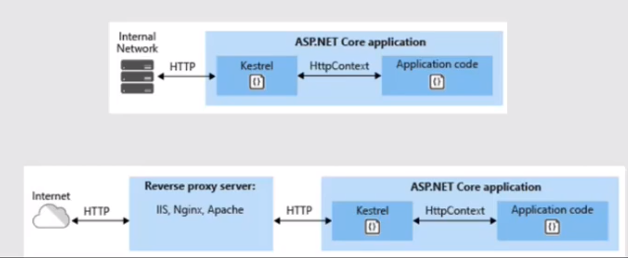 Internal
Network
ASP.NET Core application
HTTP
Kestrel
HttpContext
Application code
{}
{}
Internet
HTTP
Reverse proxy server:
IIS, Nginx, Apache
HTTP
ASP.NET Core application
Kestrel
HttpContext
Application code
{}
{}